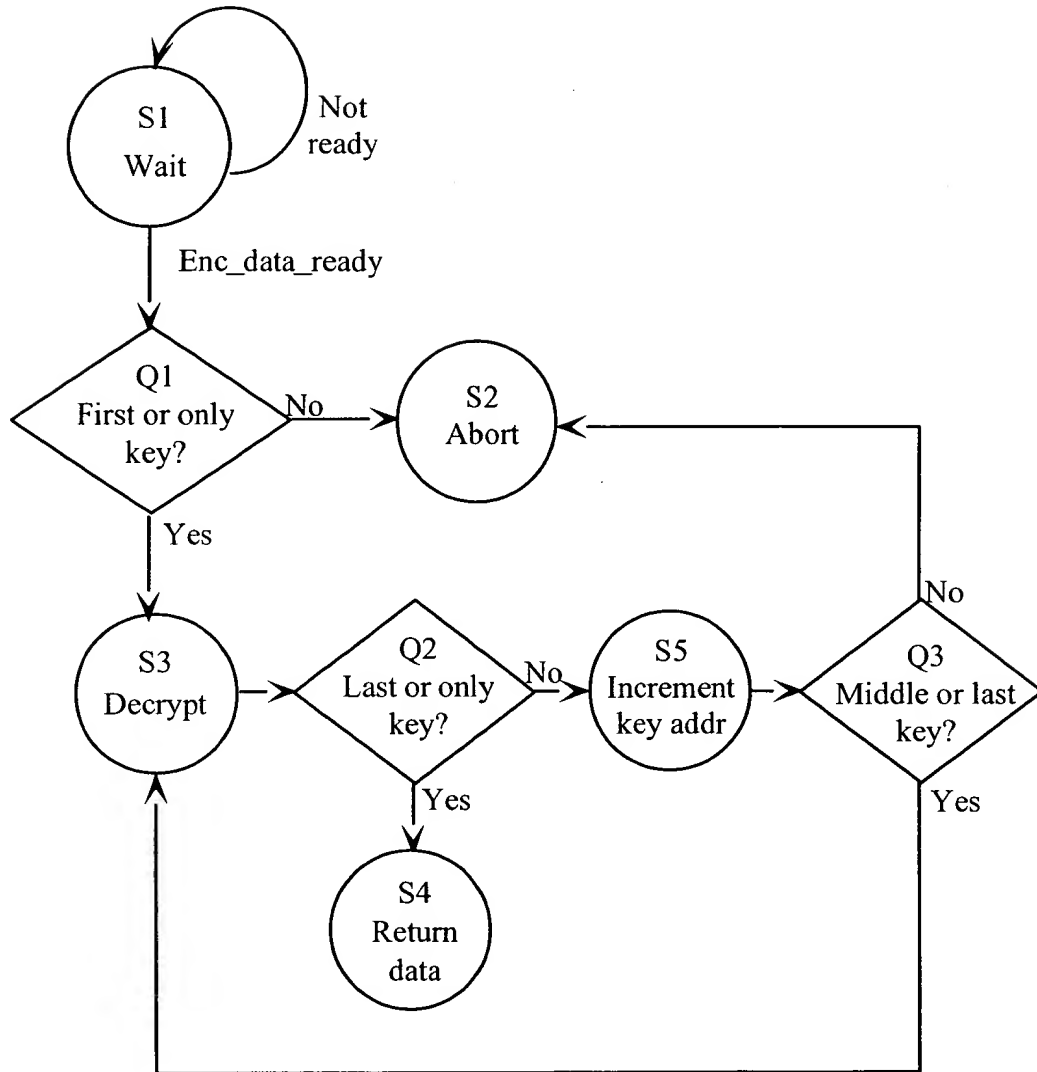 S1
Wait
Not
ready
Enc_data_ready
Q1
First or only
key?
No
S2
Abort
Yes
No
S3
Decrypt
Q2
Last or only
key?
No
S5
Increment
key addr
Q3
Middle or last
key?
Yes
Yes
S4
Return
data